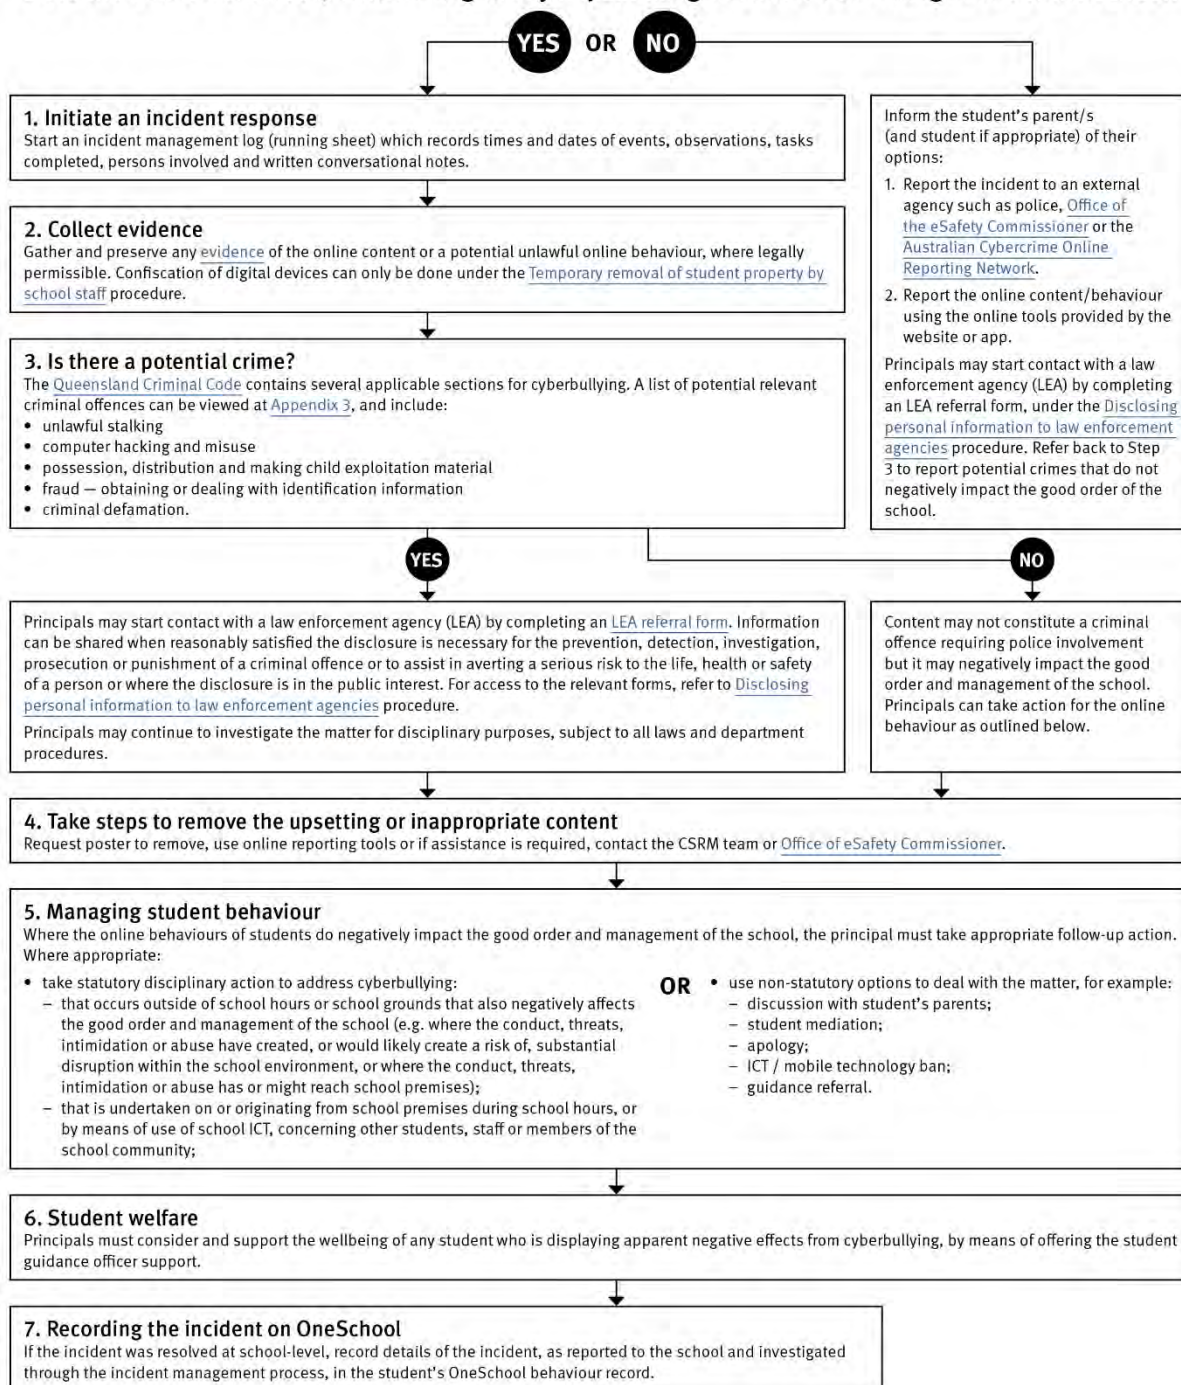 YES OR NO
1. Initiate an incident response
Start an incident management log (running sheet) which records times and dates of events, observations, tasks
completed, persons involved and written conversational notes.
Inform the student's parent/s
(and student if appropriate) of their
options:
1. Report the incident to an external
agency such as police, Office of
the eSafety Commissioner or the
Australian Cybercrime Online
Reporting Network.
2. Report the online content/behaviour
using the online tools provided by the
website or app.
Principals may start contact with a law
enforcement agency (LEA) by completing
an LEA referral form, under the Disclosing
personal information to law enforcement
agencies procedure. Refer back to Step
3 to report potential crimes that do not
negatively impact the good order of the
school.
2. Collect evidence
Gather and preserve any evidence of the online content or a potential unlawful online behaviour, where legally
permissible. Confiscation of digital devices can only be done under the Temporary removal of student property by
school staff procedure.
3. Is there a potential crime?
The Queensland Criminal Code contains several applicable sections for cyberbullying. A list of potential relevant
criminal offences can be viewed at Appendix 3, and include:
• unlawful stalking
• computer hacking and misuse
• possession, distribution and making child exploitation material
• fraud — obtaining or dealing with identification information
• criminal defamation.
YES
NO
Principals may start contact with a law enforcement agency (LEA) by completing an LEA referral form. Information
can be shared when reasonably satisfied the disclosure is necessary for the prevention, detection, investigation,
prosecution or punishment of a criminal offence or to assist in averting a serious risk to the life, health or safety
of a person or where the disclosure is in the public interest. For access to the relevant forms, refer to Disclosing
personal information to law enforcement agencies procedure.
Principals may continue to investigate the matter for disciplinary purposes, subject to all laws and department
procedures.
Content may not constitute a criminal
offence requiring police involvement
but it may negatively impact the good
order and management of the school.
Principals can take action for the online
behaviour as outlined below.
4. Take steps to remove the upsetting or inappropriate content
Request poster to remove, use online reporting tools or if assistance is required, contact the CSRM team or Office of eSafety Commissioner.
5. Managing student behaviour
Where the online behaviours of students do negatively impact the good order and management of the school, the principal must take appropriate follow-up action.
Where appropriate:
• take statutory disciplinary action to address cyberbullying:
– that occurs outside of school hours or school grounds that also negatively affects
the good order and management of the school (e.g. where the conduct, threats,
intimidation or abuse have created, or would likely create a risk of, substantial
disruption within the school environment, or where the conduct, threats,
intimidation or abuse has or might reach school premises);
– that is undertaken on or originating from school premises during school hours, or
by means of use of school ICT, concerning other students, staff or members of the
school community;
OR
• use non-statutory options to deal with the matter, for example:
– discussion with student's parents;
– student mediation;
– apology;
– ICT / mobile technology ban;
– guidance referral.
6. Student welfare
Principals must consider and support the wellbeing of any student who is displaying apparent negative effects from cyberbullying, by means of offering the student
guidance officer support.
7. Recording the incident on OneSchool
If the incident was resolved at school-level, record details of the incident, as reported to the school and investigated
through the incident management process, in the student's OneSchool behaviour record.